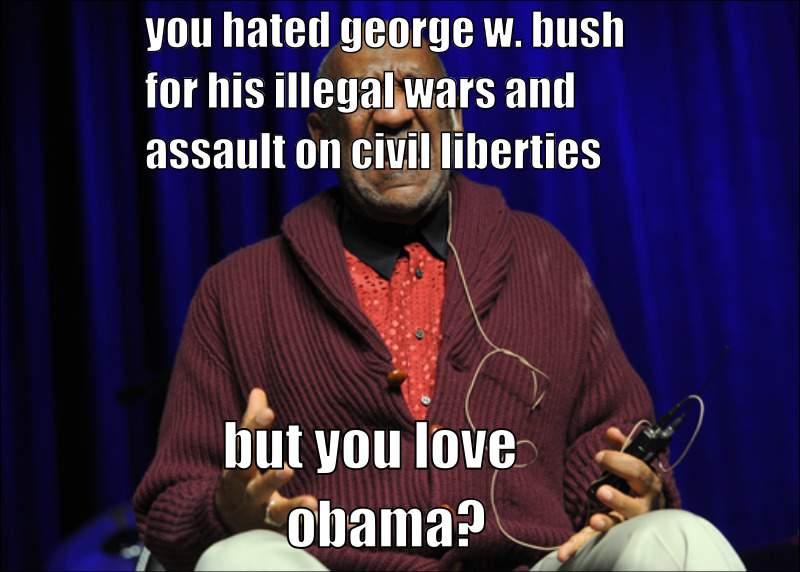 you hated george w. bush
for his illegal wars and
assault on civil liberties
but you love
obama?